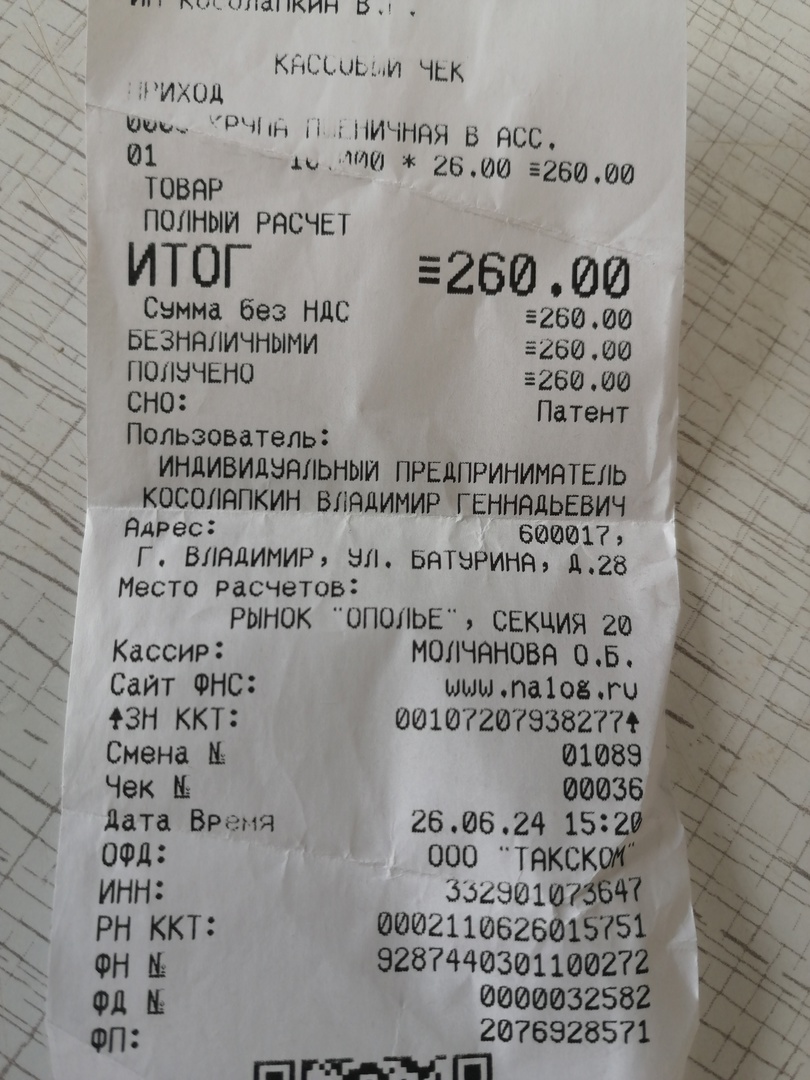 ИП КОСОЛАПКИН В.Г.
КАССОВЫЙ ЧЕК
ПРИХОД
КРУПА ПШЕНИЧНАЯ В АСС.
01 10.000 * 26.00 ≡260.00
ТОВАР
ПОЛНЫЙ РАСЧЕТ
ИТОГ ≡260.00
Сумма без НДС ≡260.00
БЕЗНАЛИЧНЫМИ ≡260.00
ПОЛУЧЕНО ≡260.00
СНО: Патент
Пользователь:
ИНДИВИДУАЛЬНЫЙ ПРЕДПРИНИМАТЕЛЬ
КОСОЛАПКИН ВЛАДИМИР ГЕННАДЬЕВИЧ
Адрес: 600017,
Г. ВЛАДИМИР, УЛ. БАТУРИНА, Д.28
Место расчетов:
РЫНОК "ОПОЛЬЕ", СЕКЦИЯ 20
Кассир: МОЛЧАНОВА О.Б.
Сайт ФНС: www.nalog.ru
↑ЗН ККТ: 00107207938277↑
Смена № 01089
Чек № 00036
Дата Время 26.06.24 15:20
ОФД: ООО "ТАКСКОМ"
ИНН: 332901073647
РН ККТ: 0002110626015751
ФН № 9287440301100272
ФД № 0000032582
ФП: 2076928571